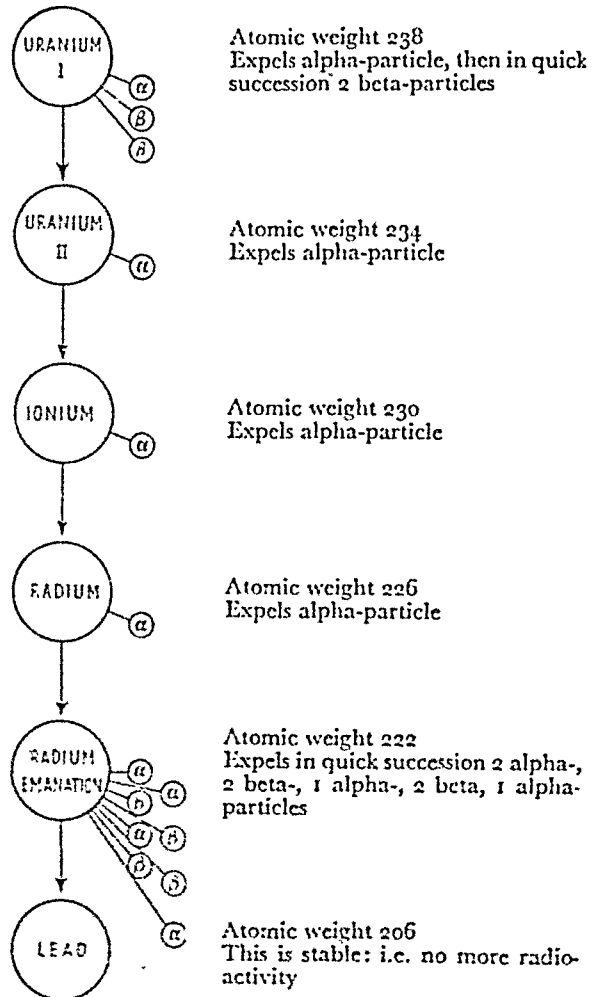 URANIUM
I
α
β
β
Atomic weight 238
Expels alpha-particle, then in quick
succession 2 beta-particles
URANIUM
II
α
Atomic weight 234
Expels alpha-particle
IONIUM
α
Atomic weight 230
Expels alpha-particle
RADIUM
α
Atomic weight 226
Expels alpha-particle
RADIUM
EMANATION
α
α
β
α
β
β
β
α
Atomic weight 222
Expels in quick succession 2 alpha-,
2 beta-, 1 alpha-, 2 beta, 1 alpha-
particles
LEAD
Atomic weight 206
This is stable: i.e. no more radio-
activity